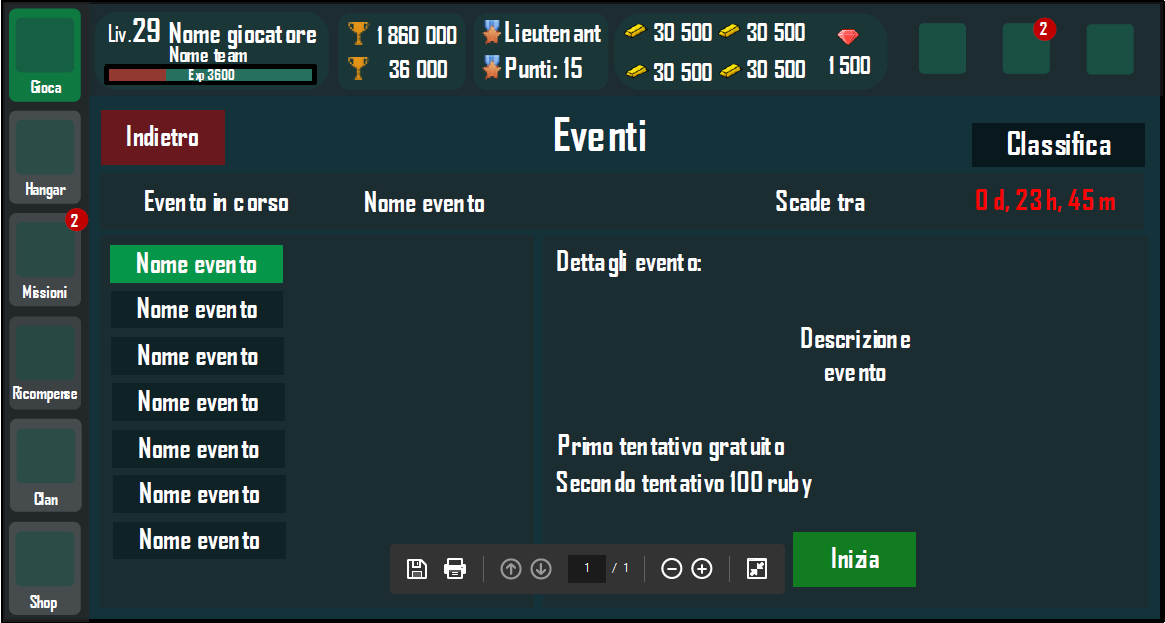 Liv.29 Nome giocatore
Nome team
Exp 3600
1 860 000
36 000
Lieutenant
Punti: 15
30 500 30 500
30 500 30 500
1 500
2
Gioca
Hangar
2
Missioni
Ricompense
Clan
Shop
Indietro
Eventi
Classifica
Evento in corso Nome evento Scade tra 0 d, 23 h, 45 m
Nome evento
Nome evento
Nome evento
Nome evento
Nome evento
Nome evento
Nome evento
Dettagli evento:
Descrizione
evento
Primo tentativo gratuito
Secondo tentativo 100 ruby
Inizia
1 / 1